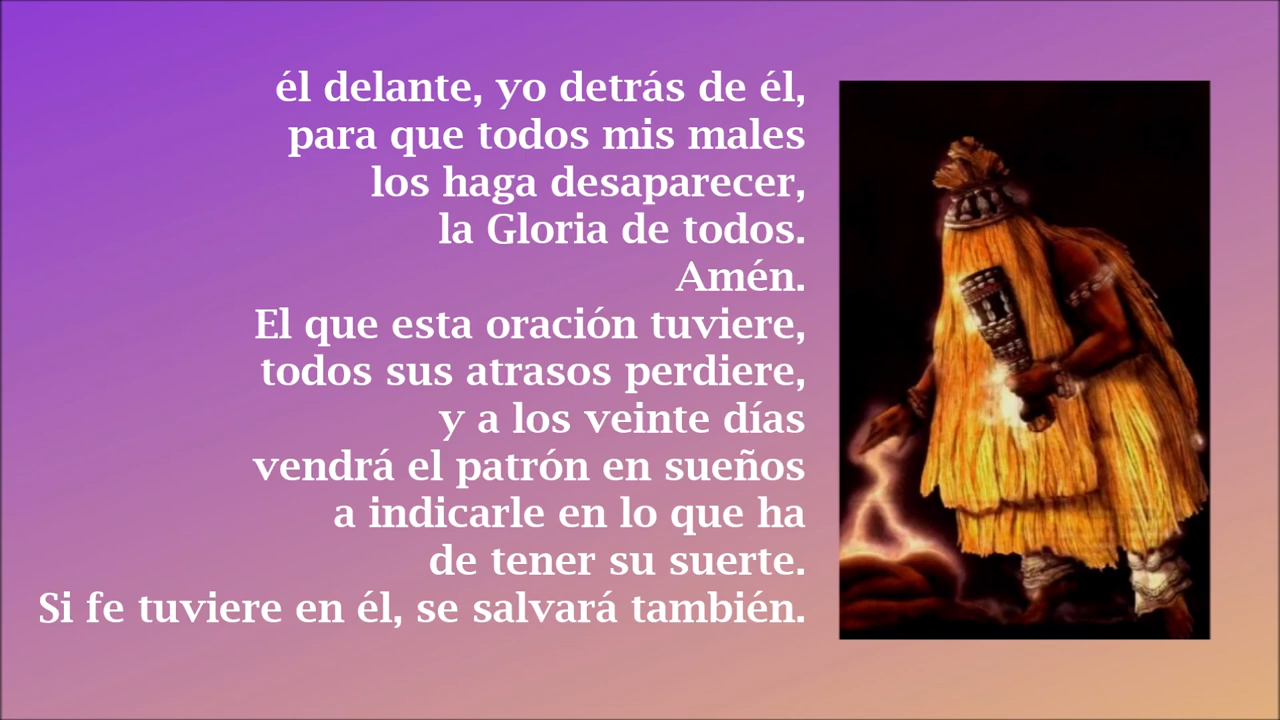 él delante, yo detrás de él,
para que todos mis males
los haga desaparecer,
la Gloria de todos.
Amén.
El que esta oración tuviere,
todos sus atrasos perdiere,
y a los veinte días
vendrá el patrón en sueños
a indicarle en lo que ha
de tener su suerte.
Si fe tuviere en él, se salvará también.